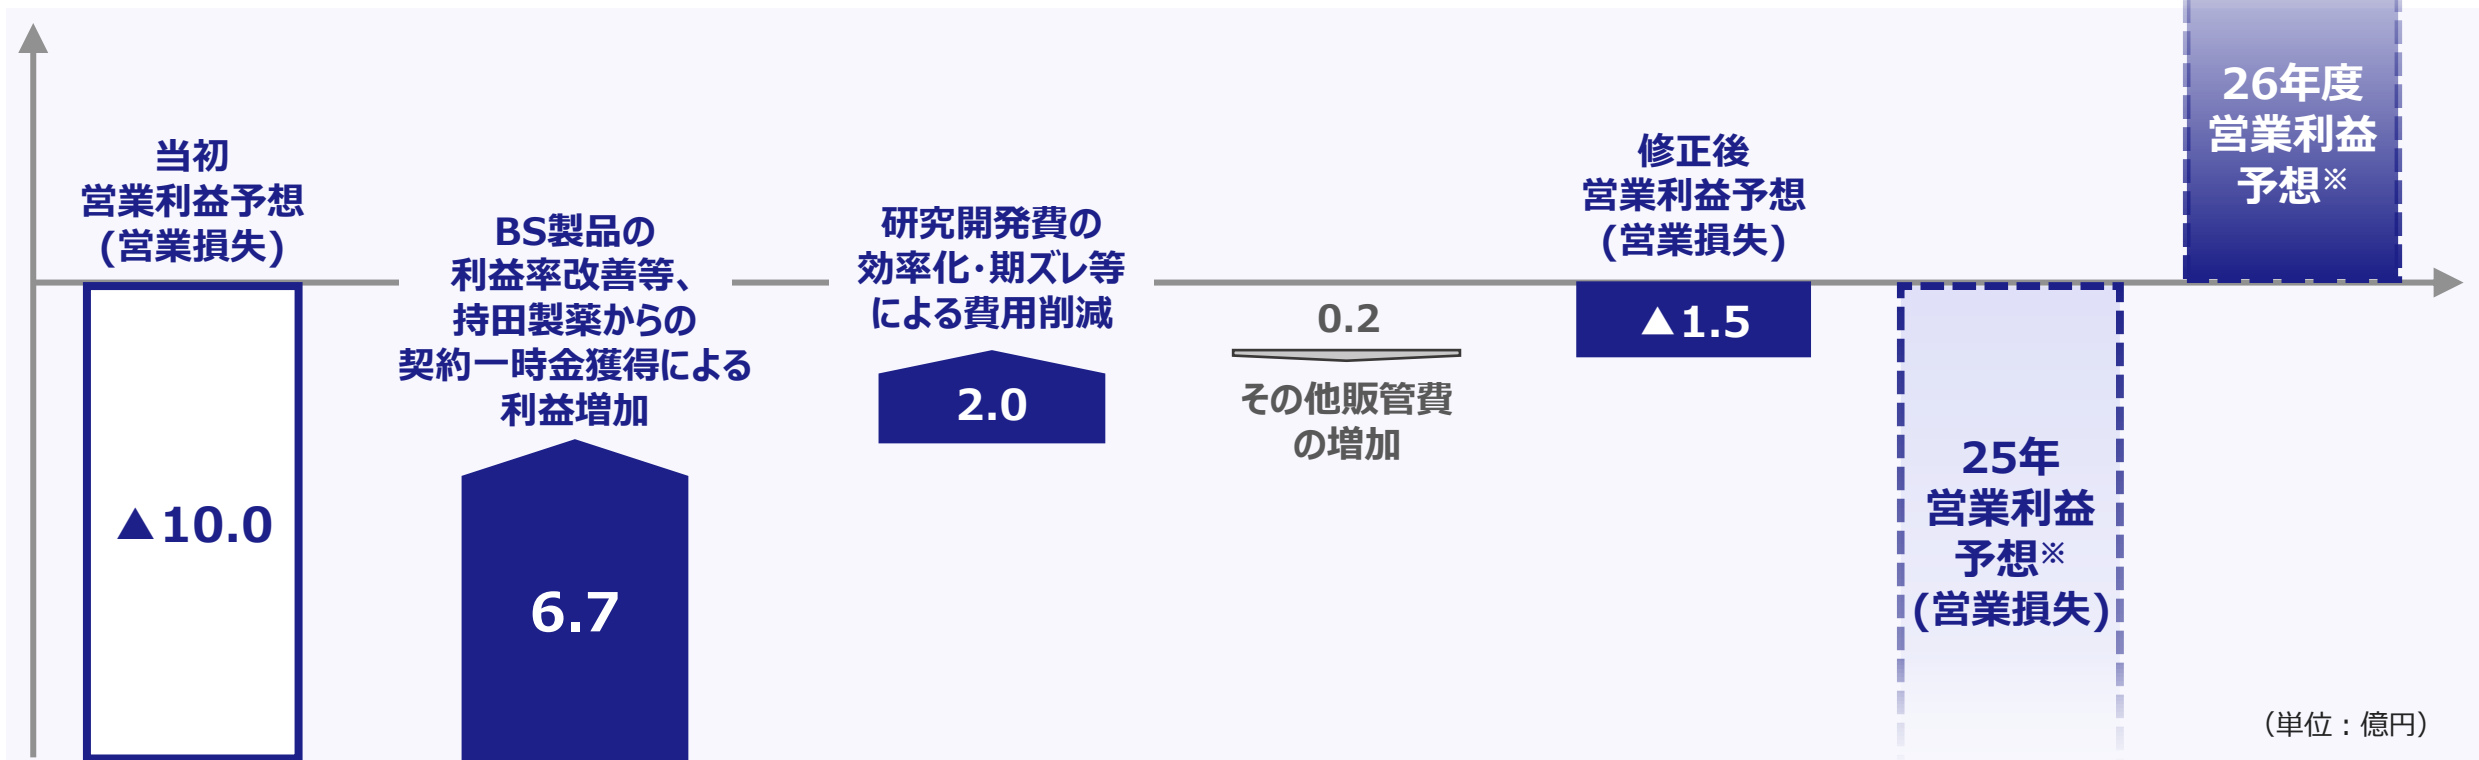 当初
営業利益予想
(営業損失)
▲10.0
BS製品の
利益率改善等、
持田製薬からの
契約一時金獲得による
利益増加
6.7
研究開発費の
効率化・期ズレ等
による費用削減
2.0
0.2
その他販管費
の増加
修正後
営業利益予想
(営業損失)
▲1.5
25年
営業利益
予想※
(営業損失)
26年度
営業利益
予想※
（単位：億円）